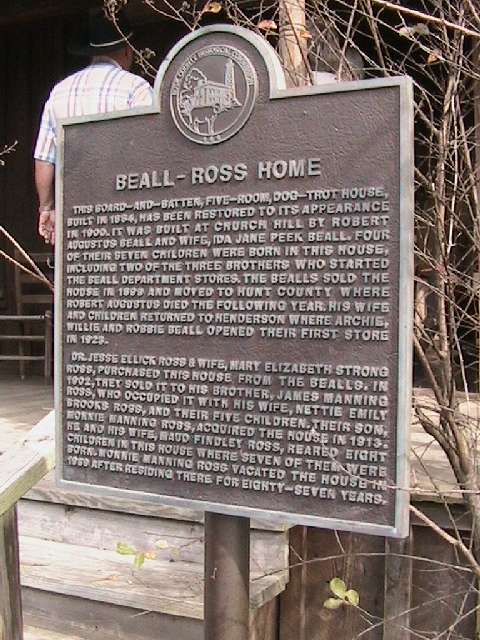 BEALL-ROSS HOME
THIS BOARD-AND-BATTEN, FIVE-ROOM, DOG-TROT HOUSE,
BUILT IN 1884, HAS BEEN RESTORED TO ITS APPEARANCE
IN 1900. IT WAS BUILT AT CHURCH HILL BY ROBERT
AUGUSTUS BEALL AND WIFE, IDA JANE PEEK BEALL. FOUR
OF THEIR SEVEN CHILDREN WERE BORN IN THIS HOUSE,
INCLUDING TWO OF THE THREE BROTHERS WHO STARTED
THE BEALL DEPARTMENT STORES. THE BEALLS SOLD THE
HOUSE IN 1899 AND MOVED TO HUNT COUNTY WHERE
ROBERT AUGUSTUS DIED THE FOLLOWING YEAR. HIS WIFE
AND CHILDREN RETURNED TO HENDERSON WHERE ARCHIE,
WILLIE AND ROBBIE BEALL OPENED THEIR FIRST STORE
IN 1923.
DR. JESSE ELLICK ROSS & WIFE, MARY ELIZABETH STRONG
ROSS, PURCHASED THIS HOUSE FROM THE BEALLS. IN
1902, THEY SOLD IT TO HIS BROTHER, JAMES MANNING
ROSS, WHO OCCUPIED IT WITH HIS WIFE, NETTIE EMILY
BROOKS ROSS, AND THEIR FIVE CHILDREN. THEIR SON,
MONNIE MANNING ROSS, ACQUIRED THE HOUSE IN 1913.
HE AND HIS WIFE, MAUD FINDLEY ROSS, REARED EIGHT
CHILDREN IN THIS HOUSE WHERE SEVEN OF THEM WERE
BORN. MONNIE MANNING ROSS VACATED THE HOUSE IN
1989 AFTER RESIDING THERE FOR EIGHTY-SEVEN YEARS.